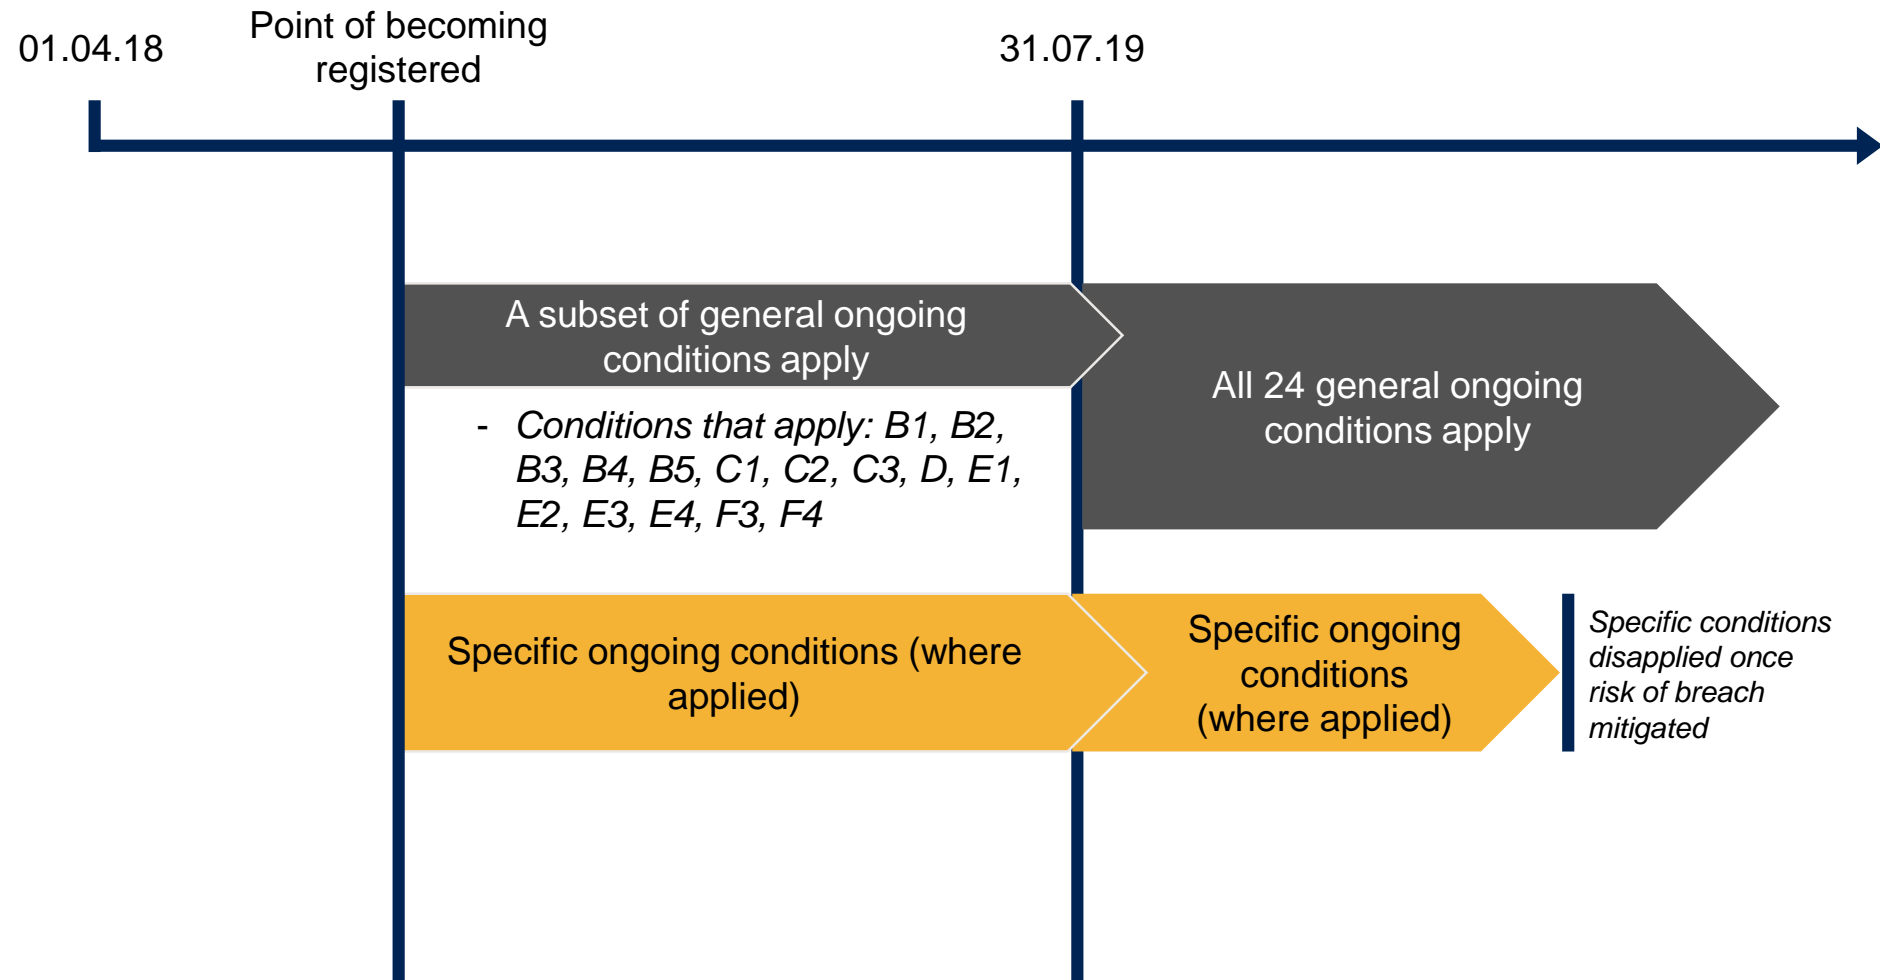 01.04.18
Point of becoming
registered
31.07.19
A subset of general ongoing
conditions apply
- Conditions that apply: B1, B2,
B3, B4, B5, C1, C2, C3, D, E1,
E2, E3, E4, F3, F4
All 24 general ongoing
conditions apply
Specific ongoing conditions (where
applied)
Specific ongoing
conditions
(where applied)
Specific conditions
disapplied once
risk of breach
mitigated